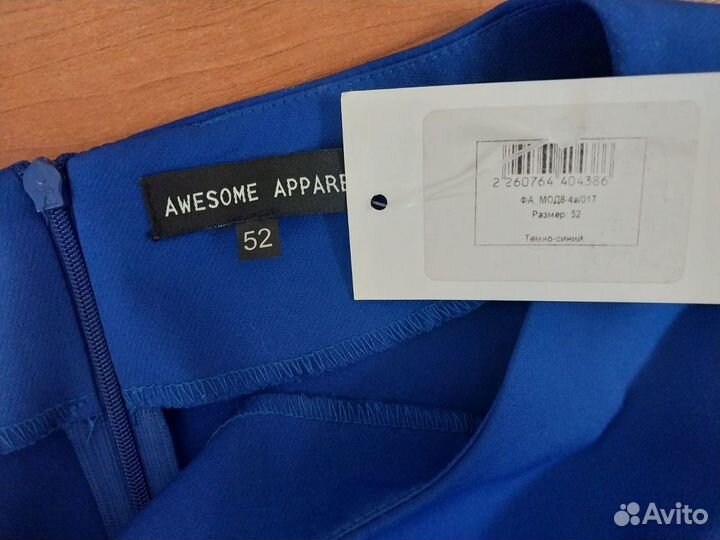 AWESOME APPARE
52
2 260764 404386
ФА_МОД8-4а/017
Размер: 52
Темно-синий
Avito